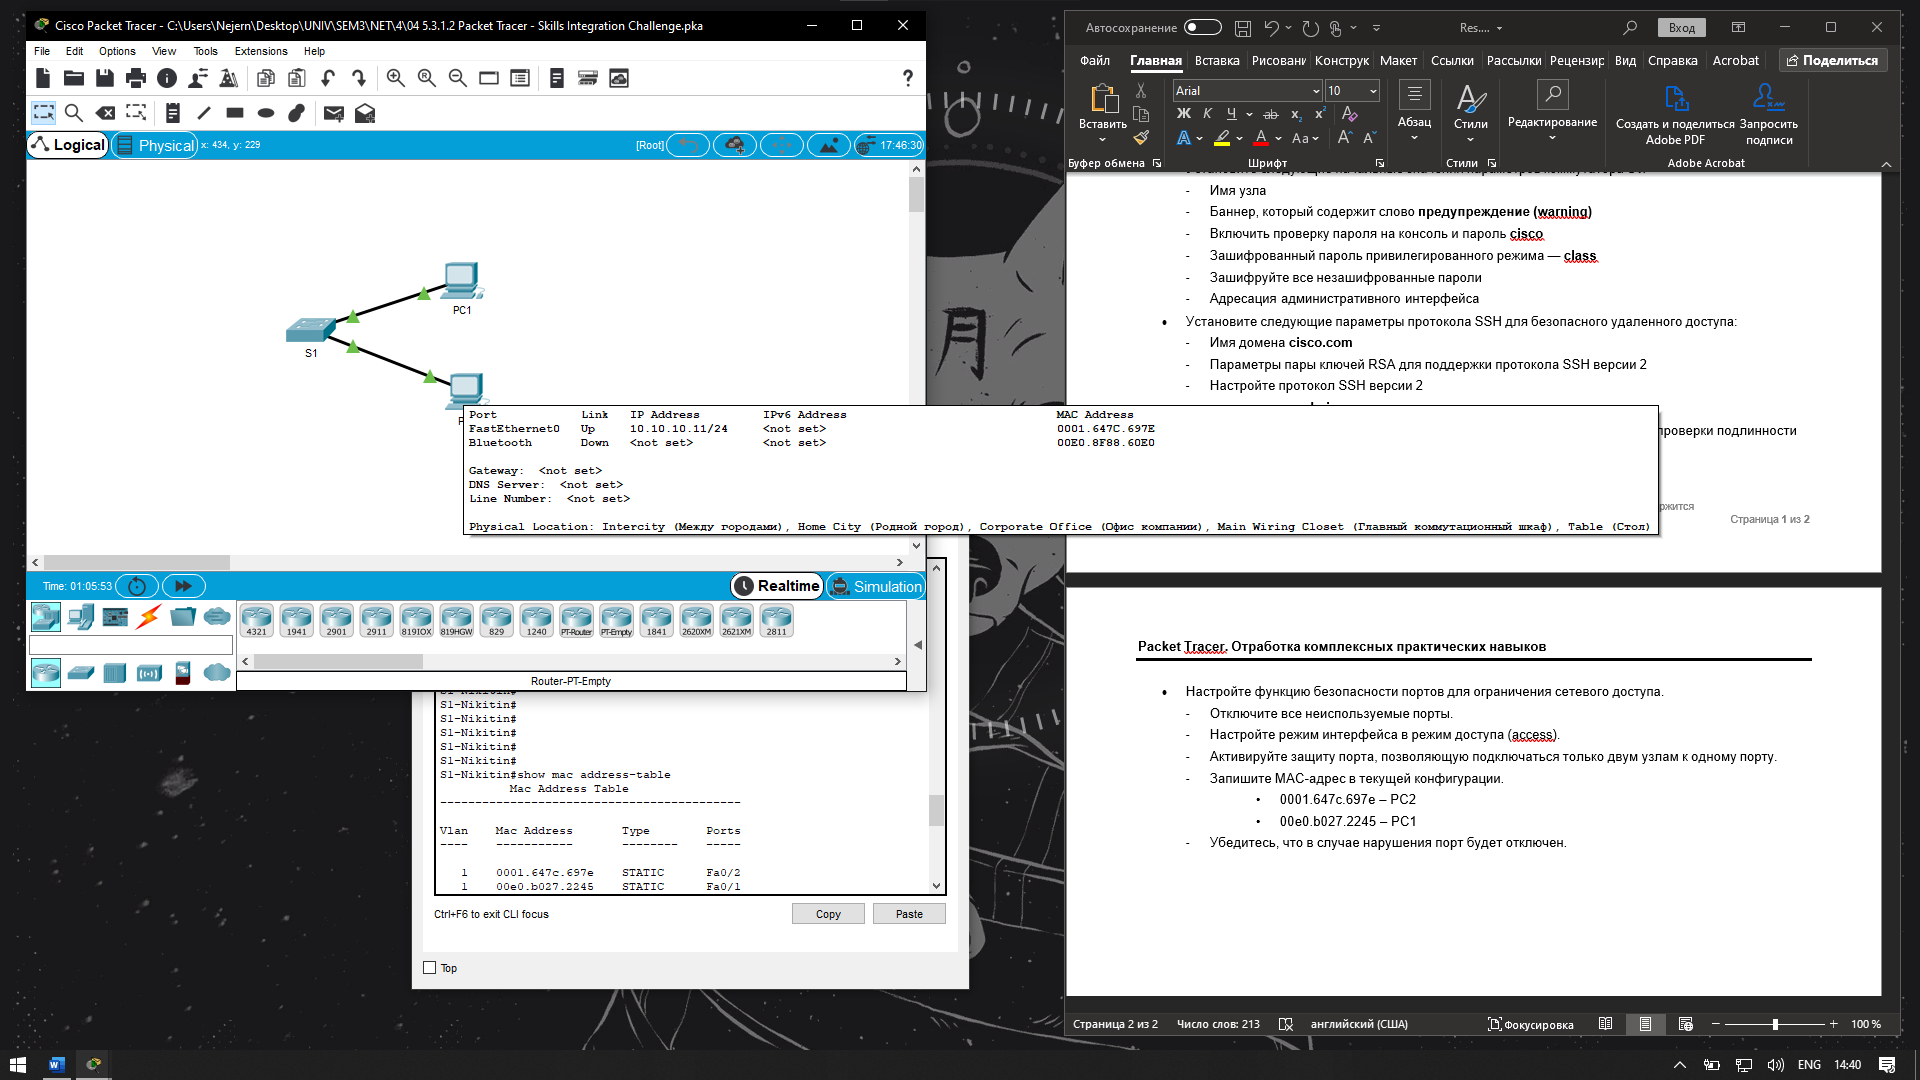 Cisco Packet Tracer - C:\Users\Nejern\Desktop\UNIV\SEM3\NET\4\04 5.3.1.2 Packet Tracer - Skills Integration Challenge.pka
File Edit Options View Tools Extensions Help
Logical Physical x: 434, y: 229 [Root] 17:46:30
PC1
S1
Port Link IP Address IPv6 Address MAC Address
FastEthernet0 Up 10.10.10.11/24 <not set> 0001.647C.697E
Bluetooth Down <not set> <not set> 00E0.8F88.60E0
Gateway: <not set>
DNS Server: <not set>
Line Number: <not set>
Physical Location: Intercity (Между городами), Home City (Родной город), Corporate Office (Офис компании), Main Wiring Closet (Главный коммутационный шкаф), Table (Стол)
Time: 01:05:53 Realtime Simulation
4321 1941 2901 2911 819IOX 819HGW 829 1240 PT-Router PT-Empty 1841 2620XM 2621XM 2811
Router-PT-Empty
S1-Nikitin#
S1-Nikitin#
S1-Nikitin#
S1-Nikitin#
S1-Nikitin#
S1-Nikitin#show mac address-table
Mac Address Table
-------------------------------------------
Vlan Mac Address Type Ports
---- ----------- -------- -----
1 0001.647c.697e STATIC Fa0/2
1 00e0.b027.2245 STATIC Fa0/1
Ctrl+F6 to exit CLI focus
Copy Paste
Top
Автосохранение Res.... Вход
Файл Главная Вставка Рисовани Конструк Макет Ссылки Рассылки Рецензир Вид Справка Acrobat Поделиться
Вставить
Arial 10
Ж К Ч ab x₂ x²
A Aa A A
Абзац
Стили
Редактирование
Создать и поделиться Adobe PDF
Запросить подписи
Буфер обмена Шрифт Стили Adobe Acrobat
- Имя узла
- Баннер, который содержит слово предупреждение (warning)
- Включить проверку пароля на консоль и пароль cisco
- Зашифрованный пароль привилегированного режима — class
- Зашифруйте все незашифрованные пароли
- Адресация административного интерфейса
• Установите следующие параметры протокола SSH для безопасного удаленного доступа:
- Имя домена cisco.com
- Параметры пары ключей RSA для поддержки протокола SSH версии 2
- Настройте протокол SSH версии 2
проверки подлинности
Страница 1 из 2
Packet Tracer. Отработка комплексных практических навыков
• Настройте функцию безопасности портов для ограничения сетевого доступа.
- Отключите все неиспользуемые порты.
- Настройте режим интерфейса в режим доступа (access).
- Активируйте защиту порта, позволяющую подключаться только двум узлам к одному порту.
- Запишите MAC-адрес в текущей конфигурации.
• 0001.647c.697e – PC2
• 00e0.b027.2245 – PC1
- Убедитесь, что в случае нарушения порт будет отключен.
Страница 2 из 2 Число слов: 213 английский (США) Фокусировка 100 %
ENG 14:40
月